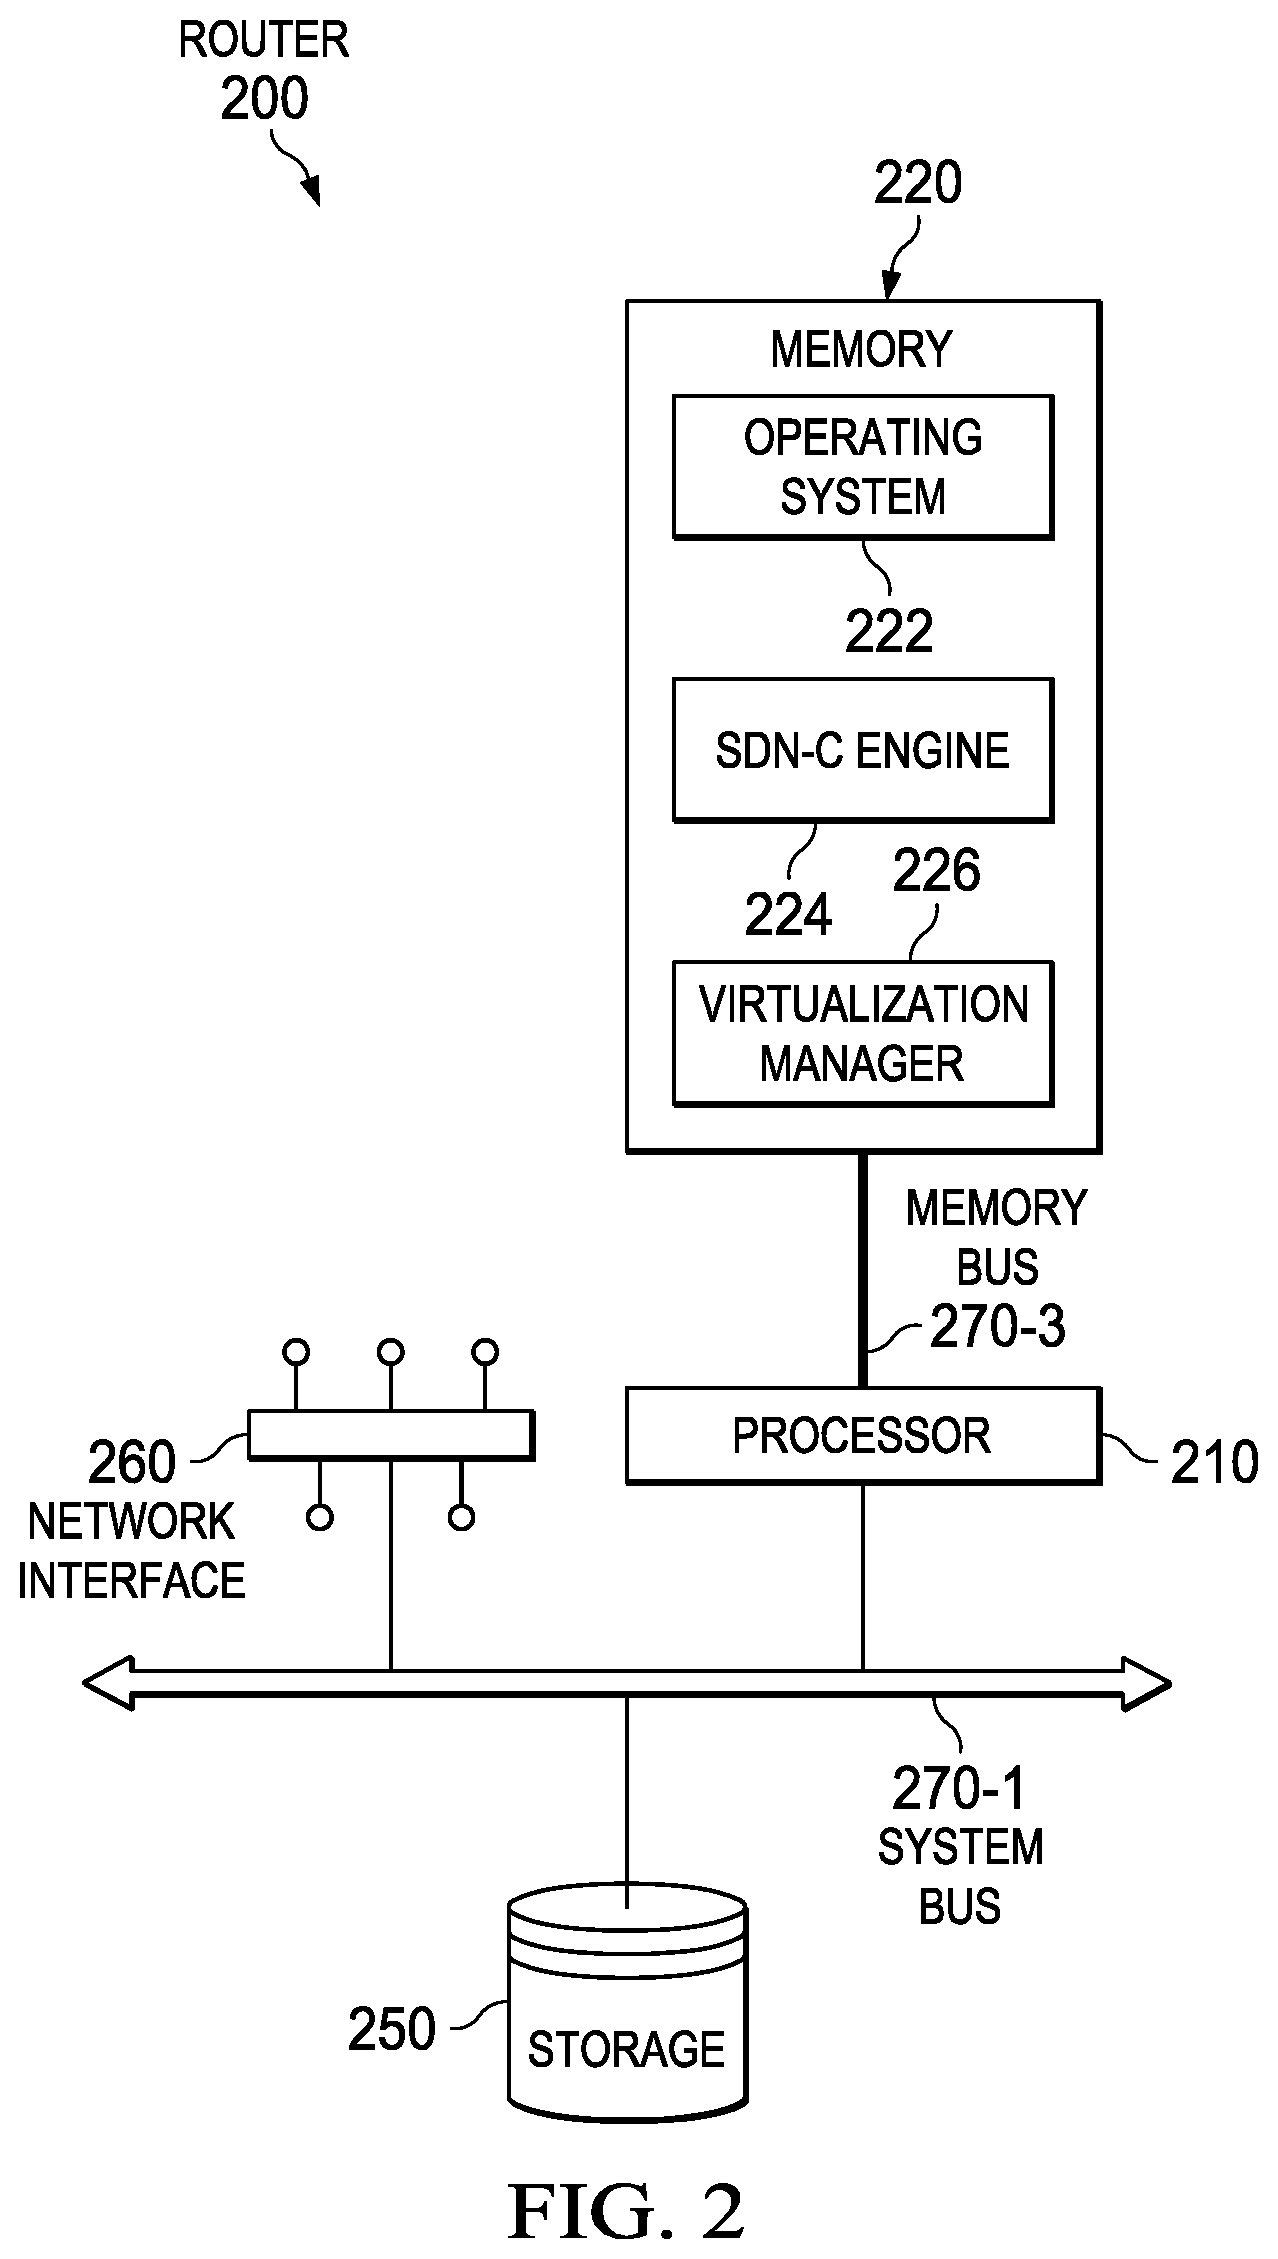 ROUTER
200
220
MEMORY
OPERATING
SYSTEM
222
SDN-C ENGINE
224
226
VIRTUALIZATION
MANAGER
MEMORY
BUS
270-3
PROCESSOR
210
260
NETWORK
INTERFACE
270-1
SYSTEM
BUS
250
STORAGE
FIG. 2